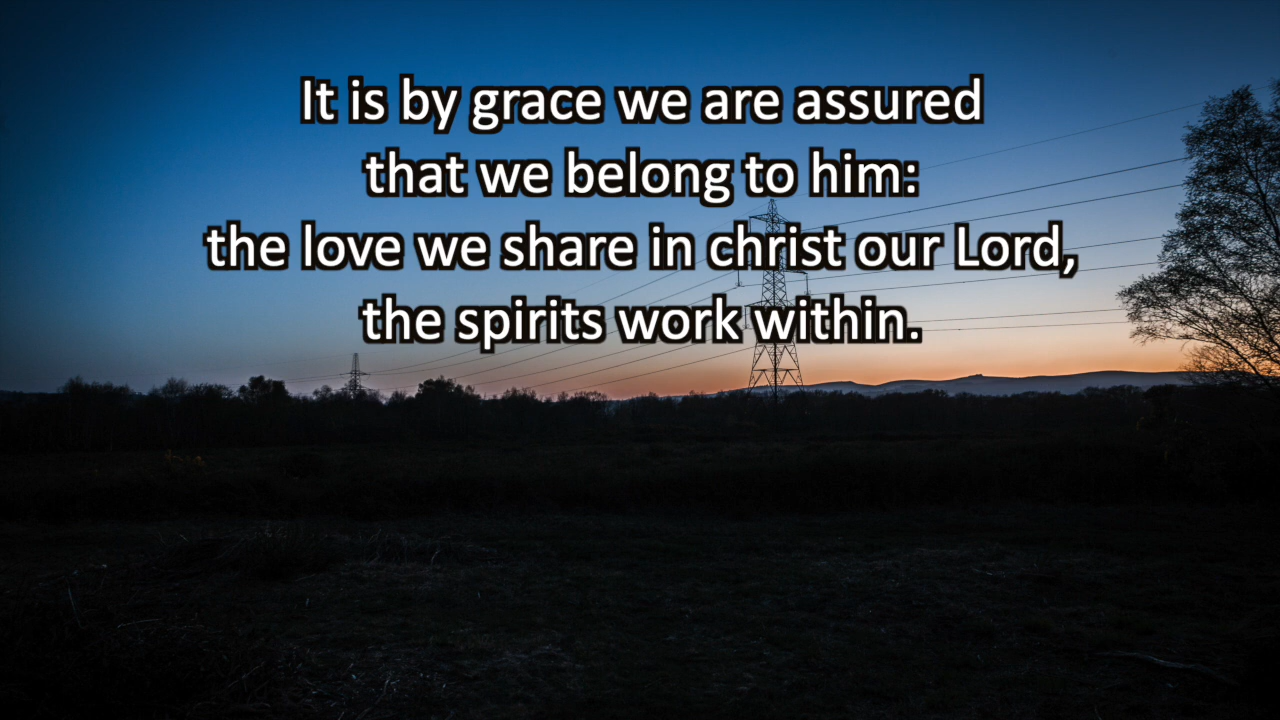 It is by grace we are assured
that we belong to him:
the love we share in christ our Lord,
the spirits work within.